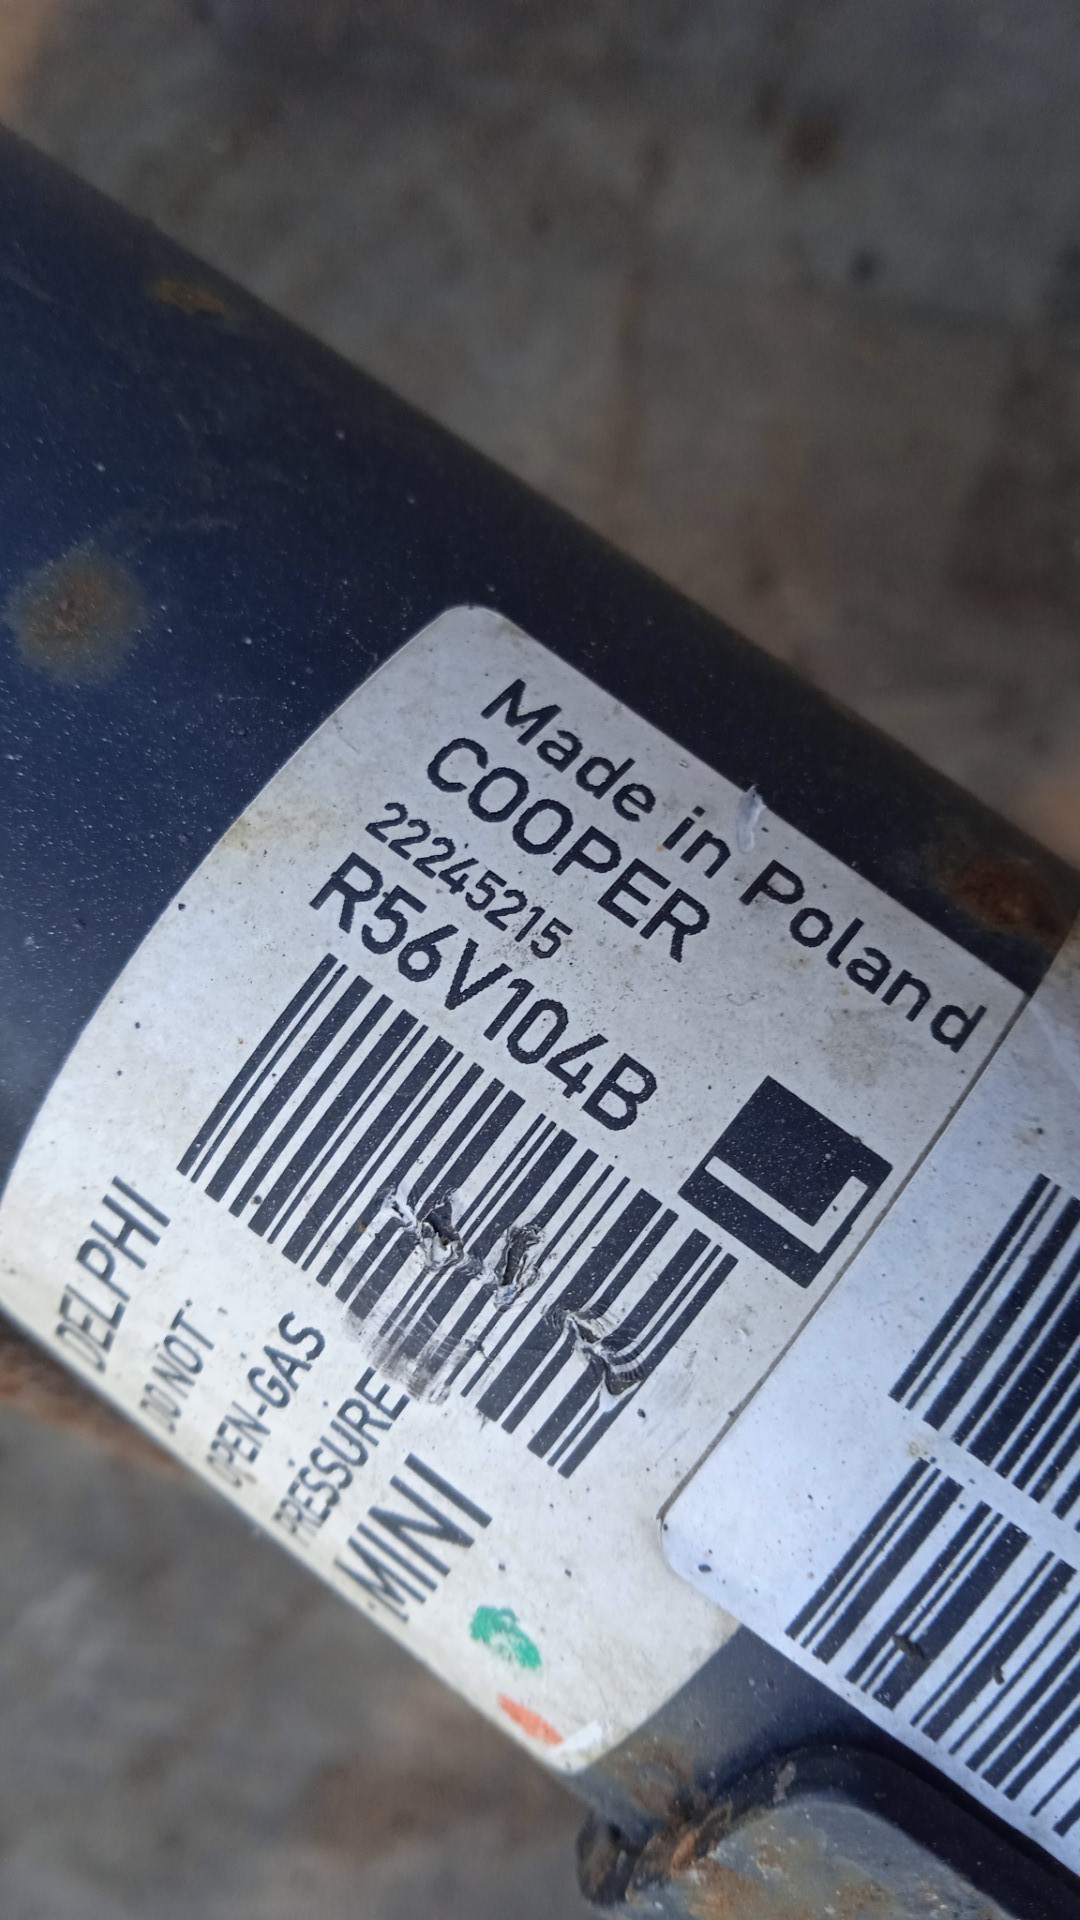 Made in Poland
COOPER
22245215
R56V104B
DELPHI
DO NOT
OPEN-GAS
PRESSURE
MINI